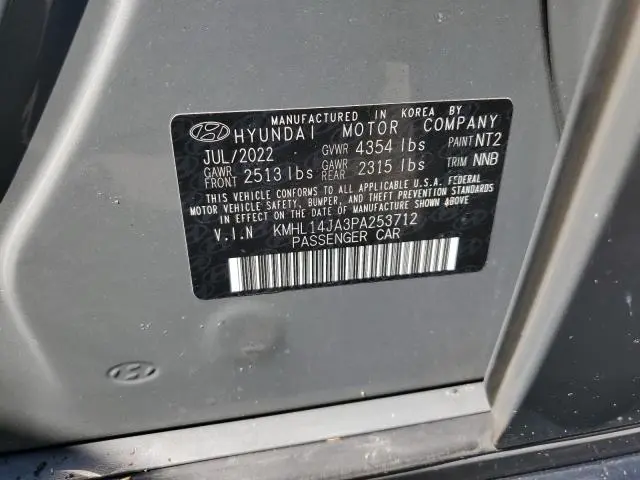 MANUFACTURED IN KOREA BY
HYUNDAI MOTOR COMPANY
JUL/2022 GVWR 4354 lbs PAINT NT2
GAWR FRONT 2513 lbs GAWR REAR 2315 lbs TRIM NNB
THIS VEHICLE CONFORMS TO ALL APPLICABLE U.S.A. FEDERAL
MOTOR VEHICLE SAFETY, BUMPER, AND THEFT PREVENTION
STANDARDS IN EFFECT ON THE DATE OF MANUFACTURE SHOWN ABOVE
V.I.N KMHL14JA3PA253712
PASSENGER CAR